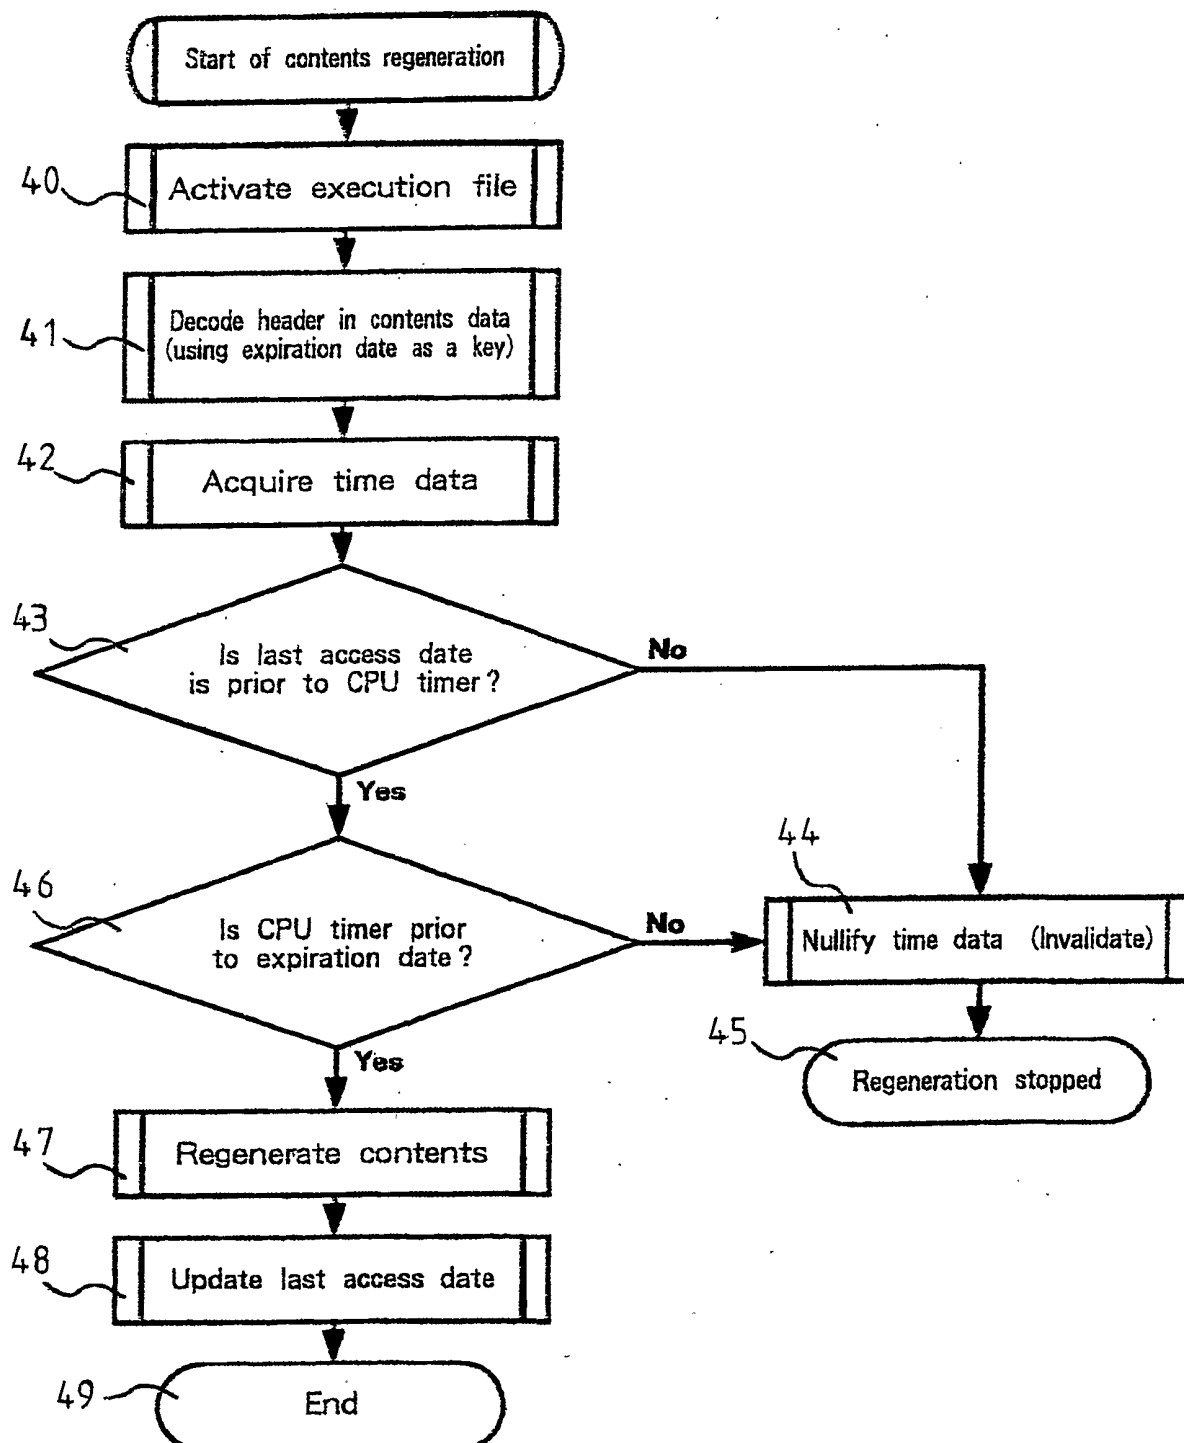 Start of contents regeneration
40
Activate execution file
41
Decode header in contents data
(using expiration date as a key)
42
Acquire time data
43
Is last access date
is prior to CPU timer?
No
Yes
44
46
Is CPU timer prior
to expiration date?
No
Nullify time data (Invalidate)
45
Yes
Regeneration stopped
47
Regenerate contents
48
Update last access date
49
End